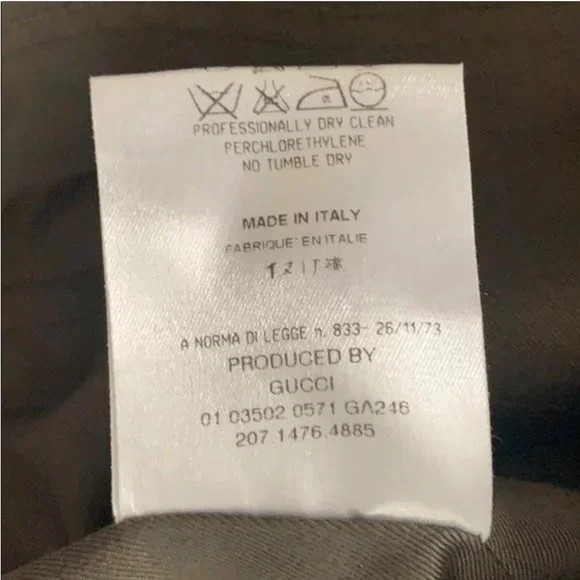 PROFESSIONALLY DRY CLEAN
PERCHLORETHYLENE
NO TUMBLE DRY
MADE IN ITALY
FABRIQUE' EN ITALIE
A NORMA DI LEGGE n. 833- 26/11/73
PRODUCED BY
GUCCI
01 03502 0571 GA246
207.1476.4885